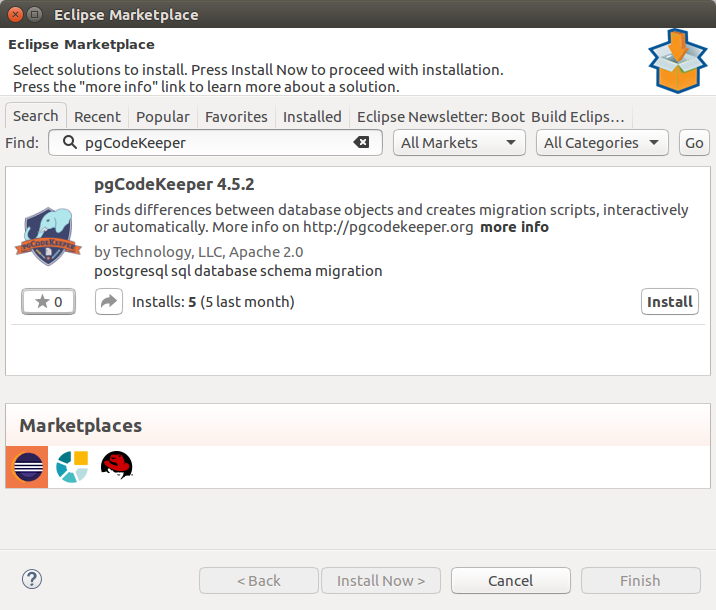 Eclipse Marketplace
Eclipse Marketplace
Select solutions to install. Press Install Now to proceed with installation.
Press the "more info" link to learn more about a solution.
Search Recent Popular Favorites Installed Eclipse Newsletter: Boot Build Eclips…
Find: pgCodeKeeper All Markets All Categories Go
pgCodeKeeper 4.5.2
Finds differences between database objects and creates migration scripts, interactively
or automatically. More info on http://pgcodekeeper.org more info
PGCODEKEEPER
by Technology, LLC, Apache 2.0
postgresql sql database schema migration
0 Installs: 5 (5 last month) Install
Marketplaces
? < Back Install Now > Cancel Finish